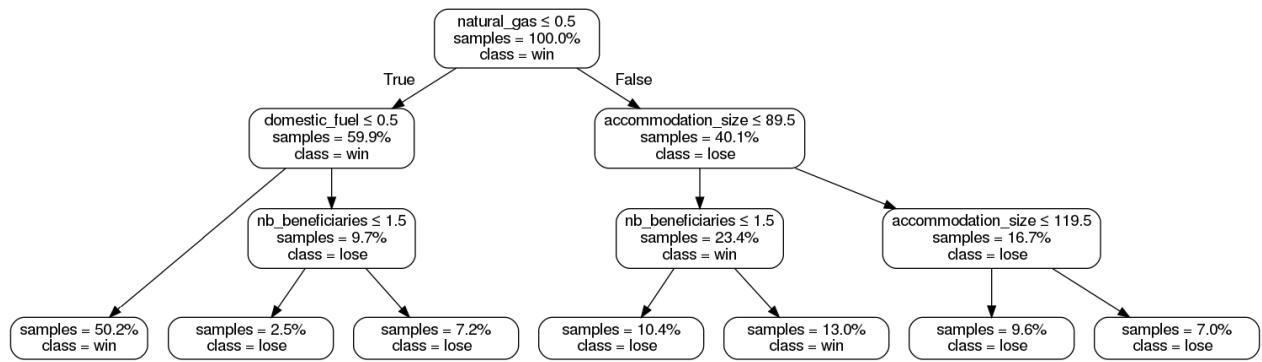 natural_gas ≤ 0.5
samples = 100.0%
class = win
True
False
domestic_fuel ≤ 0.5
samples = 59.9%
class = win
accommodation_size ≤ 89.5
samples = 40.1%
class = lose
nb_beneficiaries ≤ 1.5
samples = 9.7%
class = lose
nb_beneficiaries ≤ 1.5
samples = 23.4%
class = win
accommodation_size ≤ 119.5
samples = 16.7%
class = lose
samples = 50.2%
class = win
samples = 2.5%
class = lose
samples = 7.2%
class = lose
samples = 10.4%
class = lose
samples = 13.0%
class = win
samples = 9.6%
class = lose
samples = 7.0%
class = lose